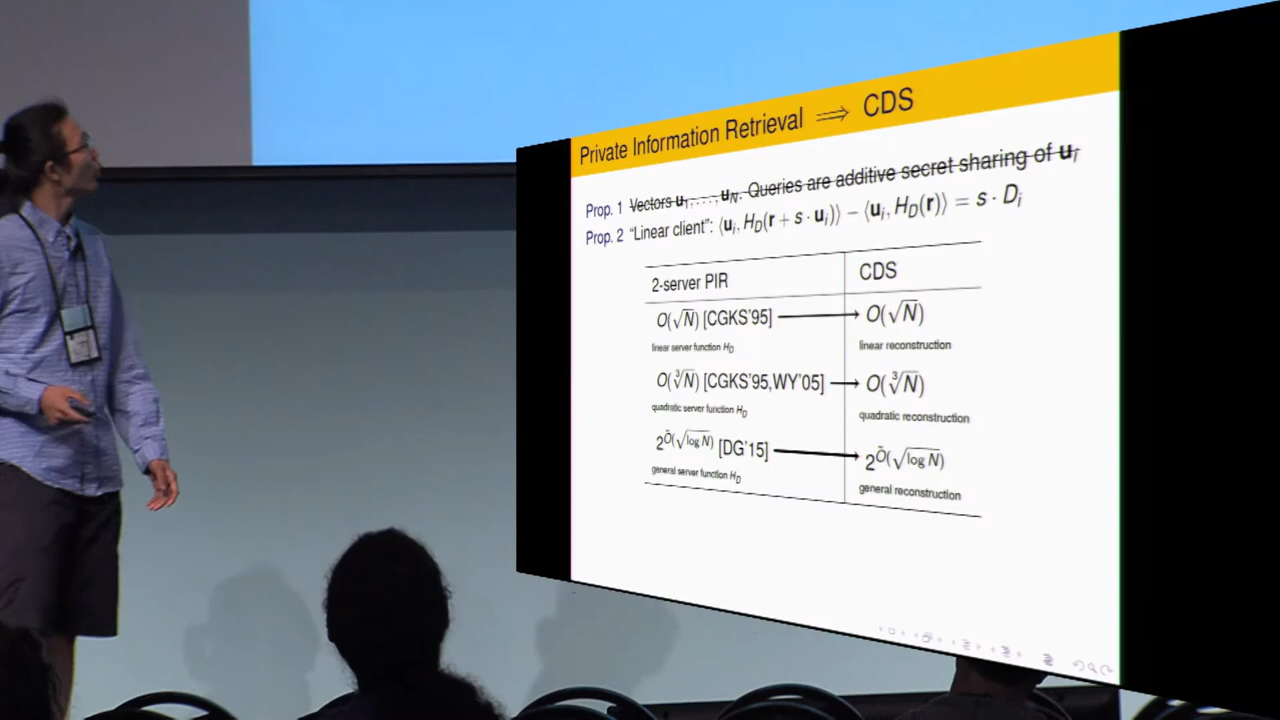 Private Information Retrieval ⟹ CDS
Prop. 1 Vectors u₁, . . . , u_N. Queries are additive secret sharing of u_i
Prop. 2 "Linear client": ⟨u_i, H_D(r + s · u_i)⟩ − ⟨u_i, H_D(r)⟩ = s · D_i
2-server PIR CDS
O(√N) [CGKS'95] → O(√N)
linear server function H_D linear reconstruction
O(∛N) [CGKS'95,WY'05] → O(∛N)
quadratic server function H_D quadratic reconstruction
2^Õ(√log N) [DG'15] → 2^Õ(√log N)
general server function H_D general reconstruction